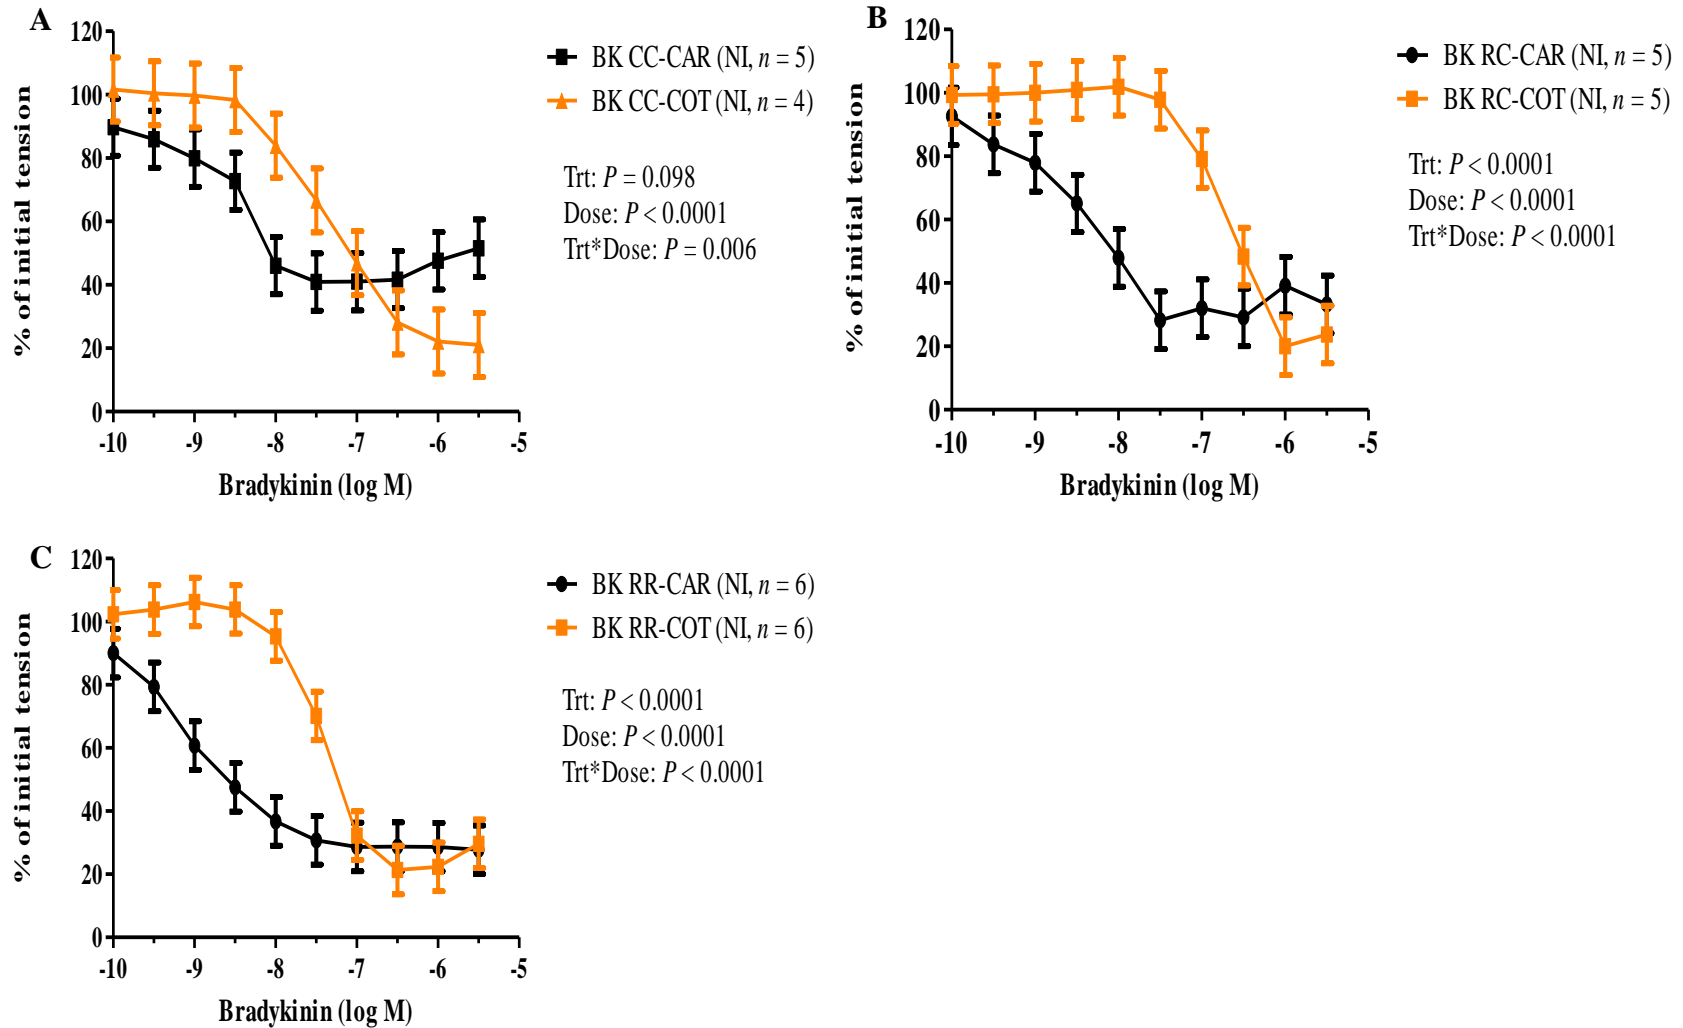 A
120
100
80
60
40
20
0
% of initial tension
-10 -9 -8 -7 -6 -5
Bradykinin (log M)
BK CC-CAR (NI, n = 5)
BK CC-COT (NI, n = 4)
Trt: P = 0.098
Dose: P < 0.0001
Trt*Dose: P = 0.006
B
120
100
80
60
40
20
0
% of initial tension
-10 -9 -8 -7 -6 -5
Bradykinin (log M)
BK RC-CAR (NI, n = 5)
BK RC-COT (NI, n = 5)
Trt: P < 0.0001
Dose: P < 0.0001
Trt*Dose: P < 0.0001
C
120
100
80
60
40
20
0
% of initial tension
-10 -9 -8 -7 -6 -5
Bradykinin (log M)
BK RR-CAR (NI, n = 6)
BK RR-COT (NI, n = 6)
Trt: P < 0.0001
Dose: P < 0.0001
Trt*Dose: P < 0.0001